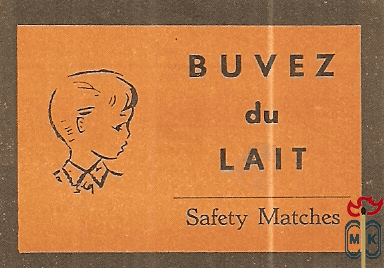 BUVEZ
du
LAIT
Safety Matches
MK